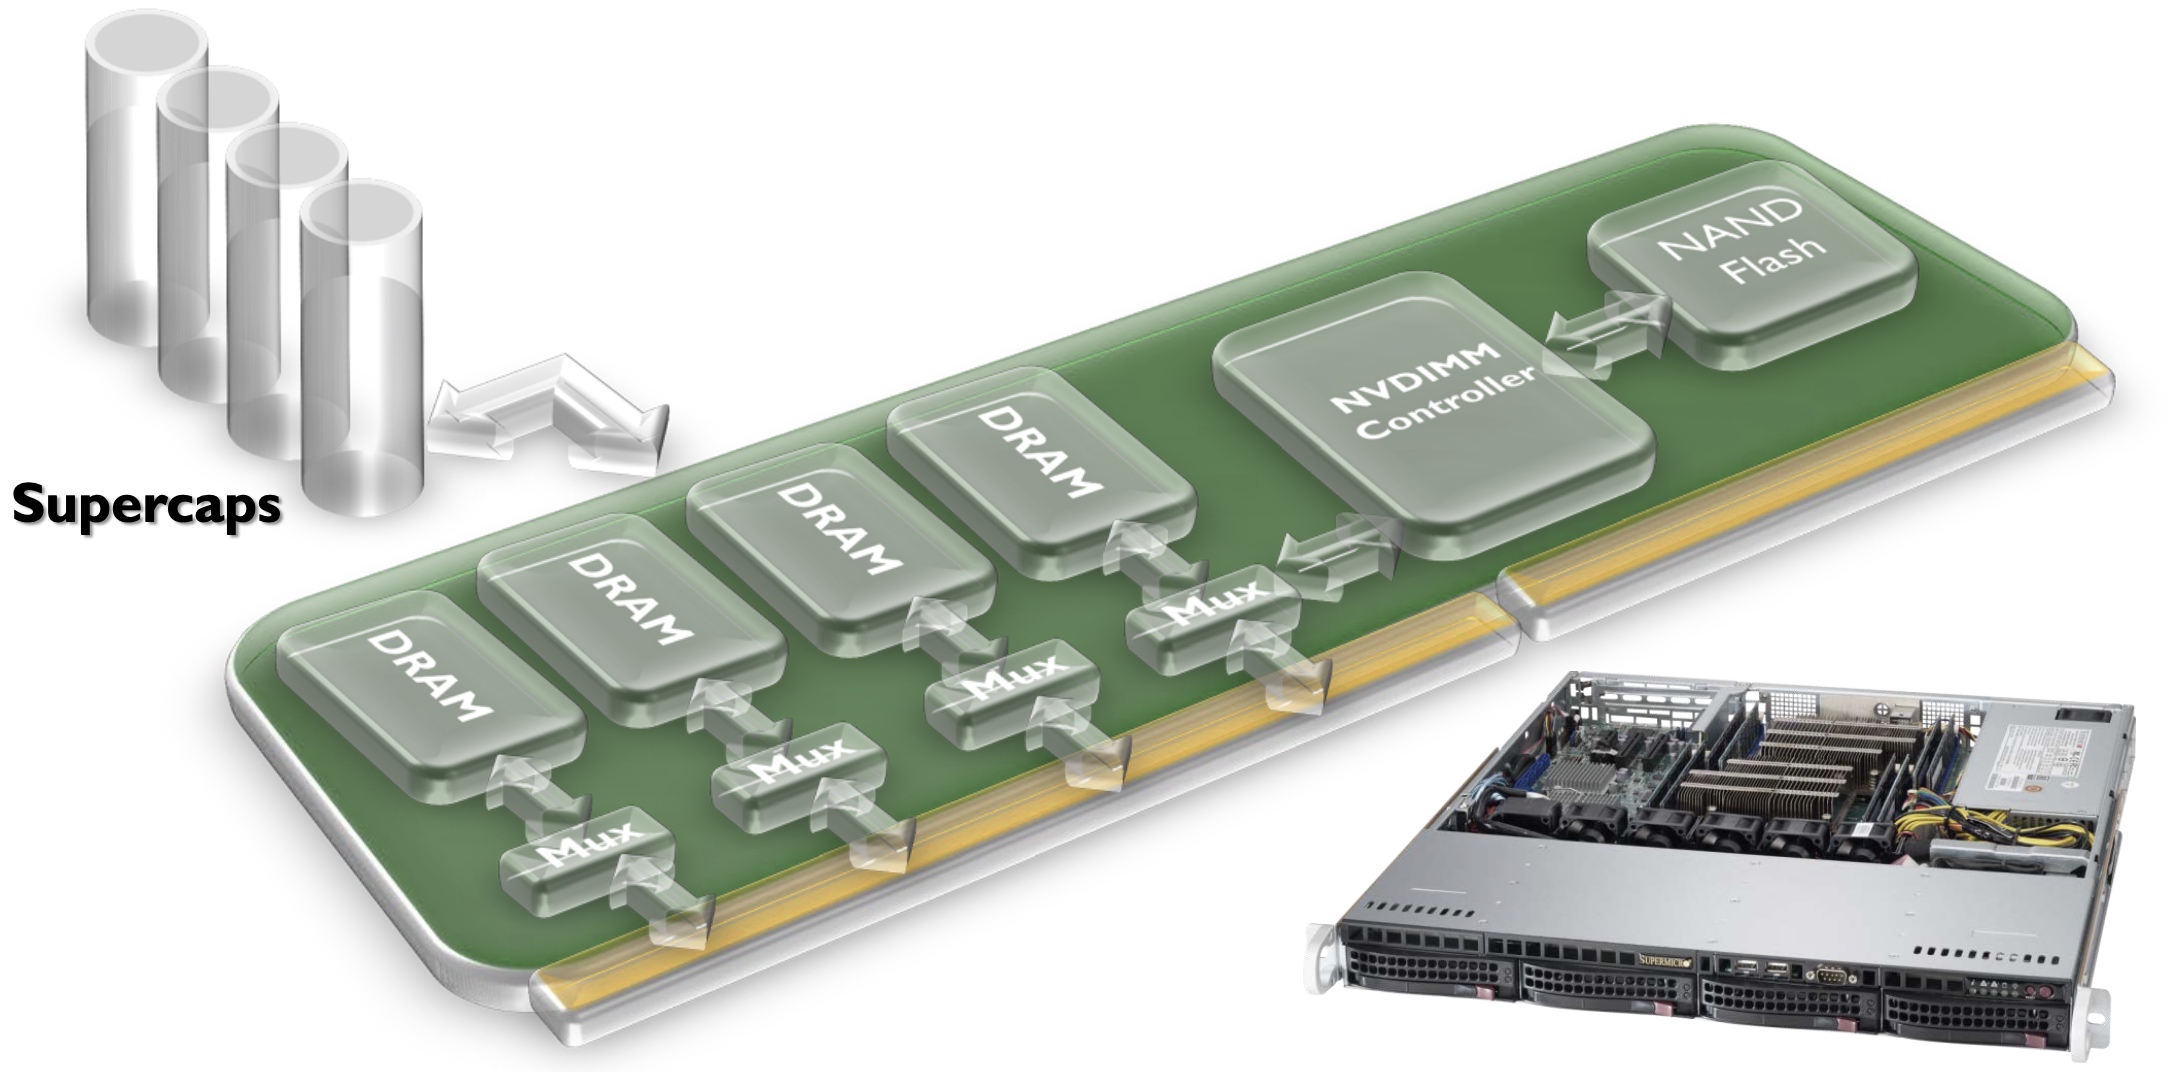 Supercaps
NAND
Flash
NVDIMM
Controller
DRAM
DRAM
DRAM
DRAM
Mux
Mux
Mux
Mux
SUPERMICRO